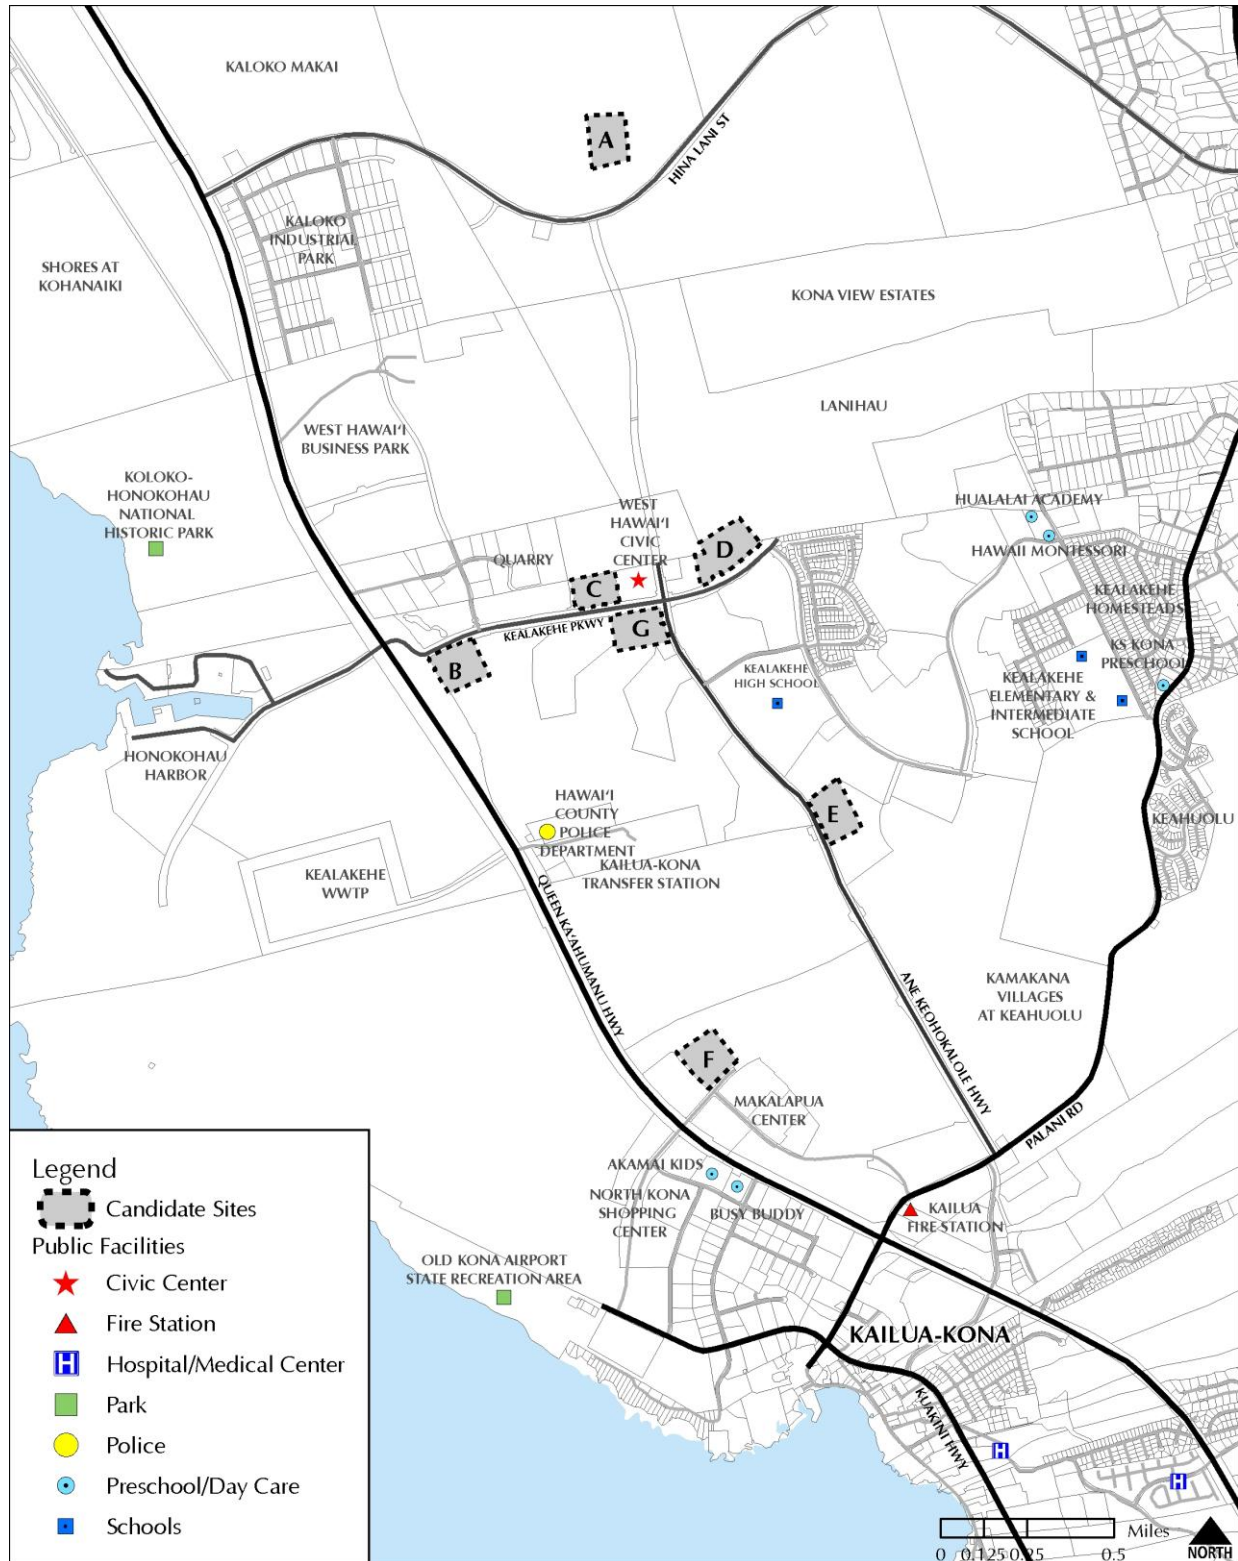 KALOKO MAKAI
A
HINA LANI ST
KALOKO
INDUSTRIAL
PARK
SHORES AT
KOHANAIKI
KONA VIEW ESTATES
LANIHAU
WEST HAWAI‘I
BUSINESS PARK
KOLOKO-
HONOKOHAU
NATIONAL
HISTORIC PARK
WEST
HAWAI‘I
CIVIC
CENTER
QUARRY
D
C
HUALALAI ACADEMY
HAWAII MONTESSORI
KEALAKEHE
HOMESTEADS
KEALAKEHE PKWY
G
B
KEALAKEHE
HIGH SCHOOL
KS KONA
PRESCHOOL
KEALAKEHE
ELEMENTARY &
INTERMEDIATE
SCHOOL
HONOKOHAU
HARBOR
HAWAI‘I
COUNTY
POLICE
DEPARTMENT
E
KEAHUOLU
KAILUA-KONA
TRANSFER STATION
KEALAKEHE
WWTP
QUEEN KA‘AHUMANU HWY
ANE KEOHOKALOLE HWY
KAMAKANA
VILLAGES
AT KEAHUOLU
F
MAKALAPUA
CENTER
PALANI RD
AKAMAI KIDS
NORTH KONA
SHOPPING
CENTER
BUSY BUDDY
KAILUA
FIRE STATION
OLD KONA AIRPORT
STATE RECREATION AREA
KAILUA-KONA
KUAKINI HWY
H
H
Legend
Candidate Sites
Public Facilities
Civic Center
Fire Station
H Hospital/Medical Center
Park
Police
Preschool/Day Care
Schools
Miles
0 0.125 0.25 0.5
NORTH